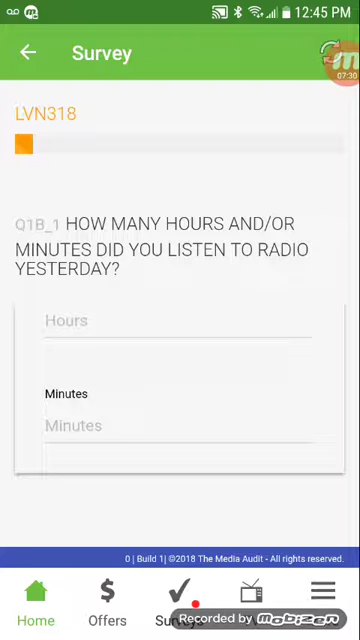 12:45 PM
Survey
07:30
LVN318
Q1B_1 HOW MANY HOURS AND/OR
MINUTES DID YOU LISTEN TO RADIO
YESTERDAY?
Hours
Minutes
Minutes
0 | Build 1| ©2018 The Media Audit - All rights reserved.
Home
Offers
Surveys
Recorded by mobizen